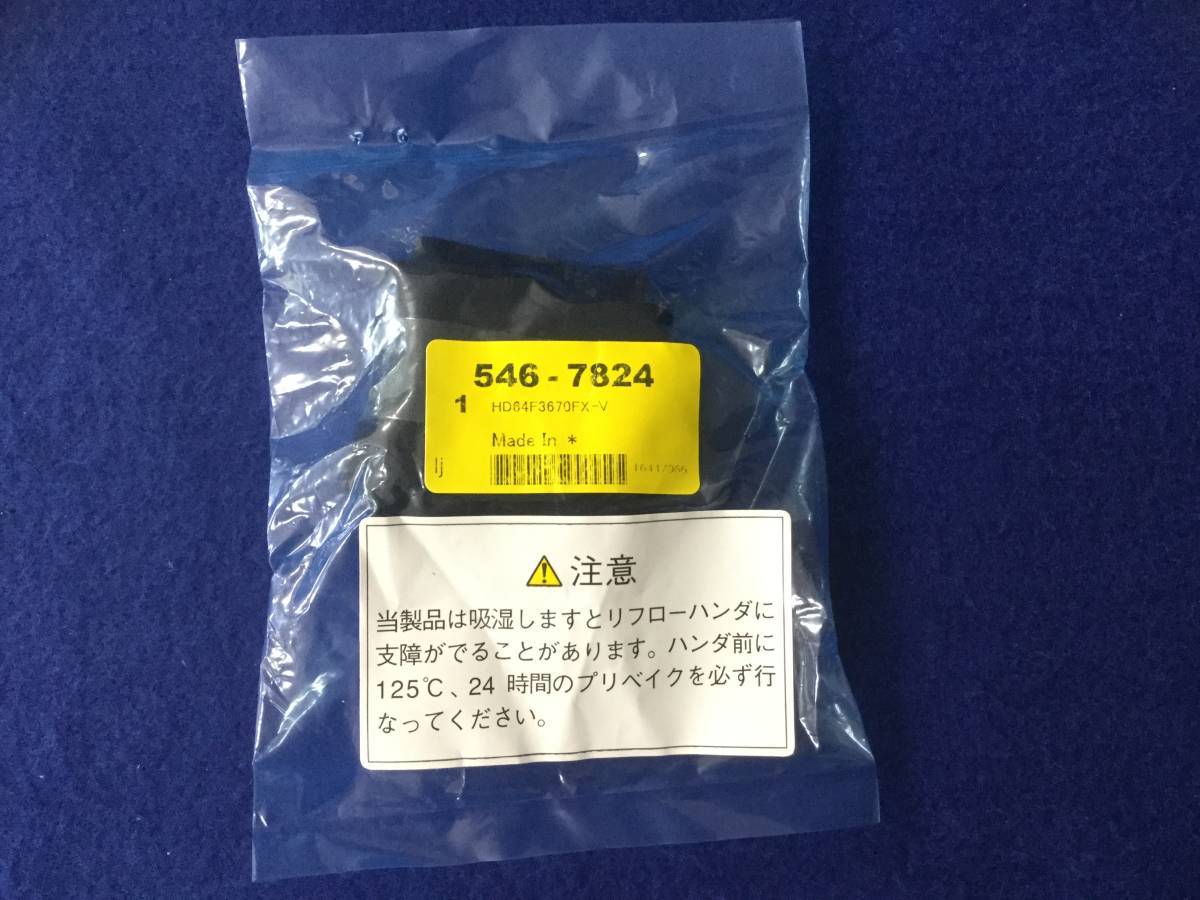 546-7824
1 HD64F3670FX-V
Made In *
lj
注意
当製品は吸湿しますとリフローハンダに
支障がでることがあります。ハンダ前に
125℃、24 時間のプリベイクを必ず行
なってください。